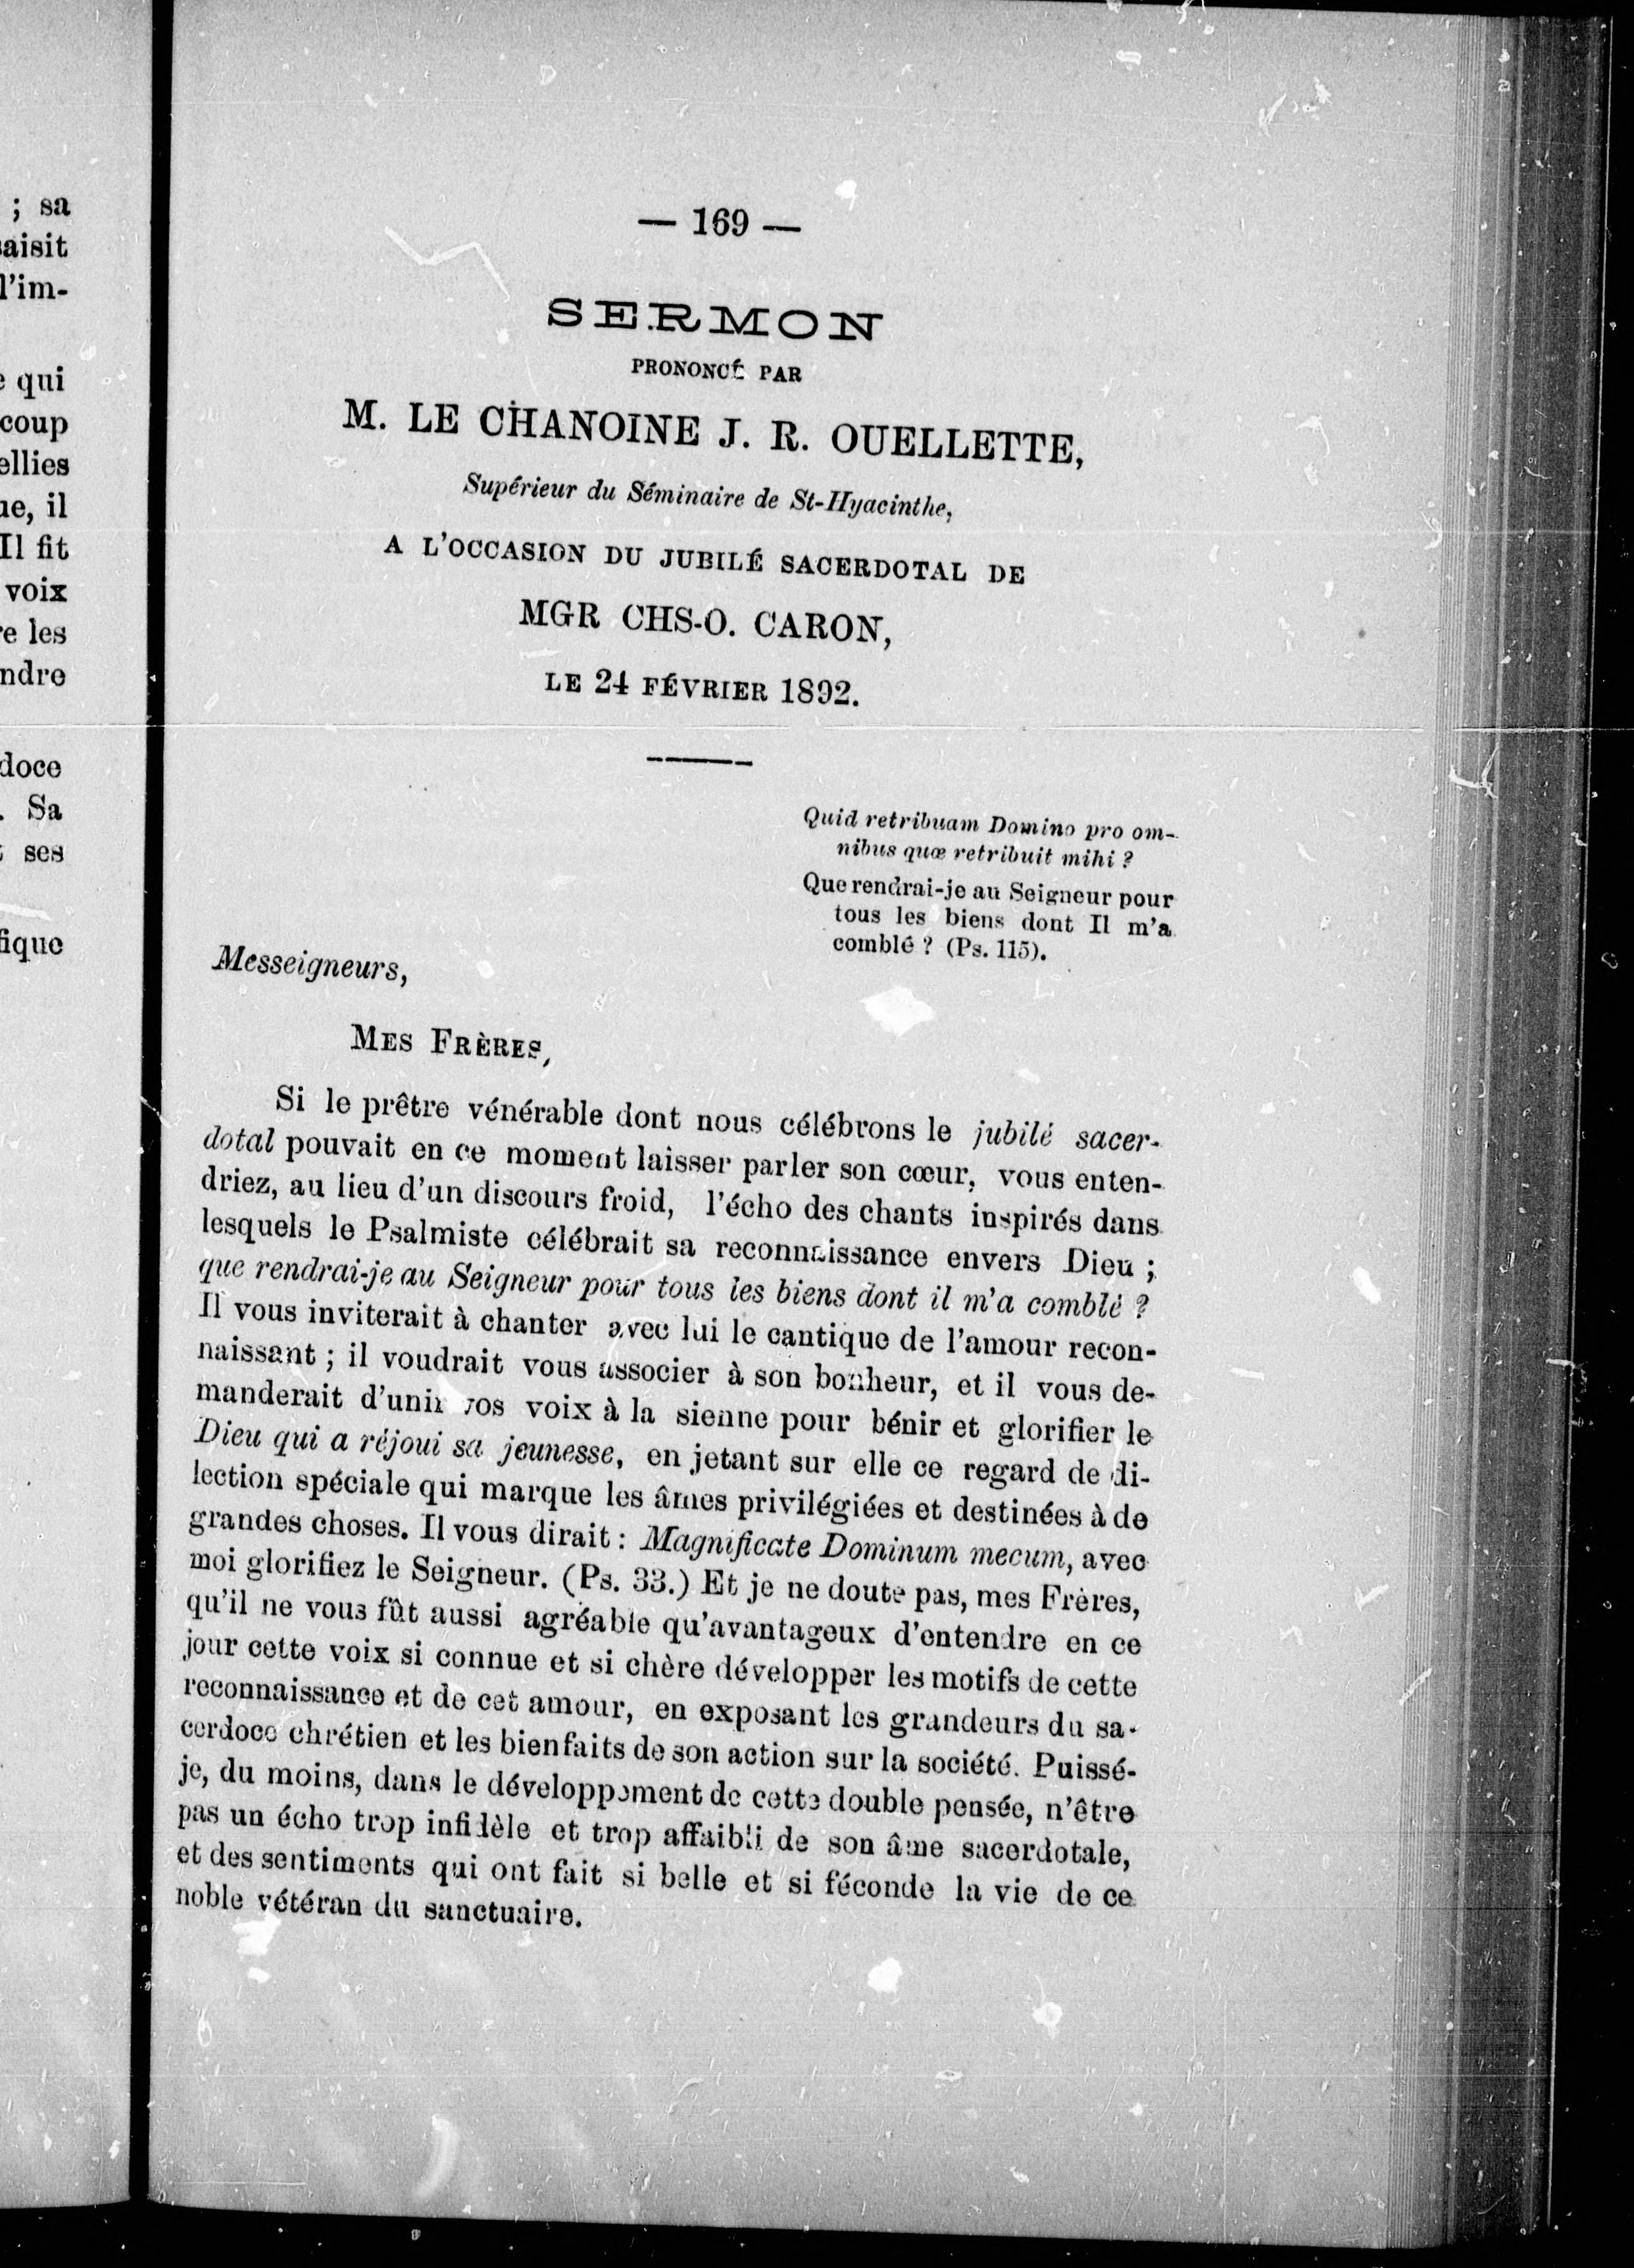 ; sa
aisit
l'im-
e qui
coup
ellies
ue, il
Il fit
voix
re les
ndre
doce
. Sa
ses
fique
— 169 —
SERMON
PRONONCÉ PAR
M. LE CHANOINE J. R. OUELLETTE,
Supérieur du Séminaire de St-Hyacinthe,
A L'OCCASION DU JUBILÉ SACERDOTAL DE
MGR CHS-O. CARON,
LE 24 FÉVRIER 1892.
Quid retribuam Domino pro om-
nibus quæ retribuit mihi ?
Que rendrai-je au Seigneur pour
tous les biens dont Il m'a
comblé ? (Ps. 115).
Messeigneurs,
MES FRÈRES,
Si le prêtre vénérable dont nous célébrons le jubilé sacer-
dotal pouvait en ce moment laisser parler son cœur, vous enten-
driez, au lieu d'un discours froid, l'écho des chants inspirés dans
lesquels le Psalmiste célébrait sa reconnaissance envers Dieu ;
que rendrai-je au Seigneur pour tous les biens dont il m'a comblé ?
Il vous inviterait à chanter avec lui le cantique de l'amour recon-
naissant ; il voudrait vous associer à son bonheur, et il vous de-
manderait d'unir vos voix à la sienne pour bénir et glorifier le
Dieu qui a réjoui sa jeunesse, en jetant sur elle ce regard de di-
lection spéciale qui marque les âmes privilégiées et destinées à de
grandes choses. Il vous dirait : Magnificate Dominum mecum, avec
moi glorifiez le Seigneur. (Ps. 33.) Et je ne doute pas, mes Frères,
qu'il ne vous fût aussi agréable qu'avantageux d'entendre en ce
jour cette voix si connue et si chère développer les motifs de cette
reconnaissance et de cet amour, en exposant les grandeurs du sa-
cerdoce chrétien et les bienfaits de son action sur la société. Puissé-
je, du moins, dans le développement de cette double pensée, n'être
pas un écho trop infidèle et trop affaibli de son âme sacerdotale,
et des sentiments qui ont fait si belle et si féconde la vie de ce
noble vétéran du sanctuaire.